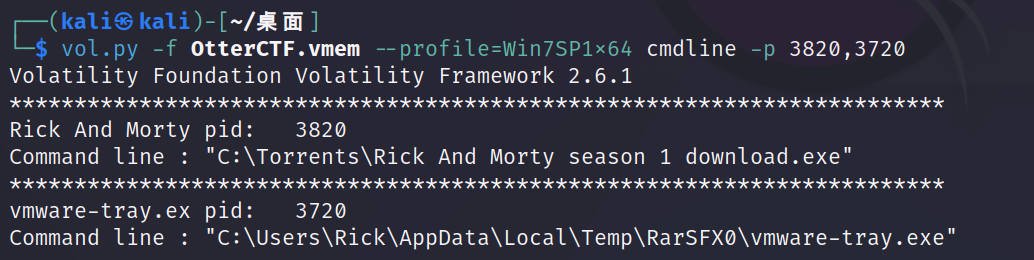 ┌──(kali㉿kali)-[~/桌面]
└─$ vol.py -f OtterCTF.vmem --profile=Win7SP1×64 cmdline -p 3820,3720
Volatility Foundation Volatility Framework 2.6.1
************************************************************************
Rick And Morty pid:   3820
Command line : "C:\Torrents\Rick And Morty season 1 download.exe"
************************************************************************
vmware-tray.ex pid:   3720
Command line : "C:\Users\Rick\AppData\Local\Temp\RarSFX0\vmware-tray.exe"